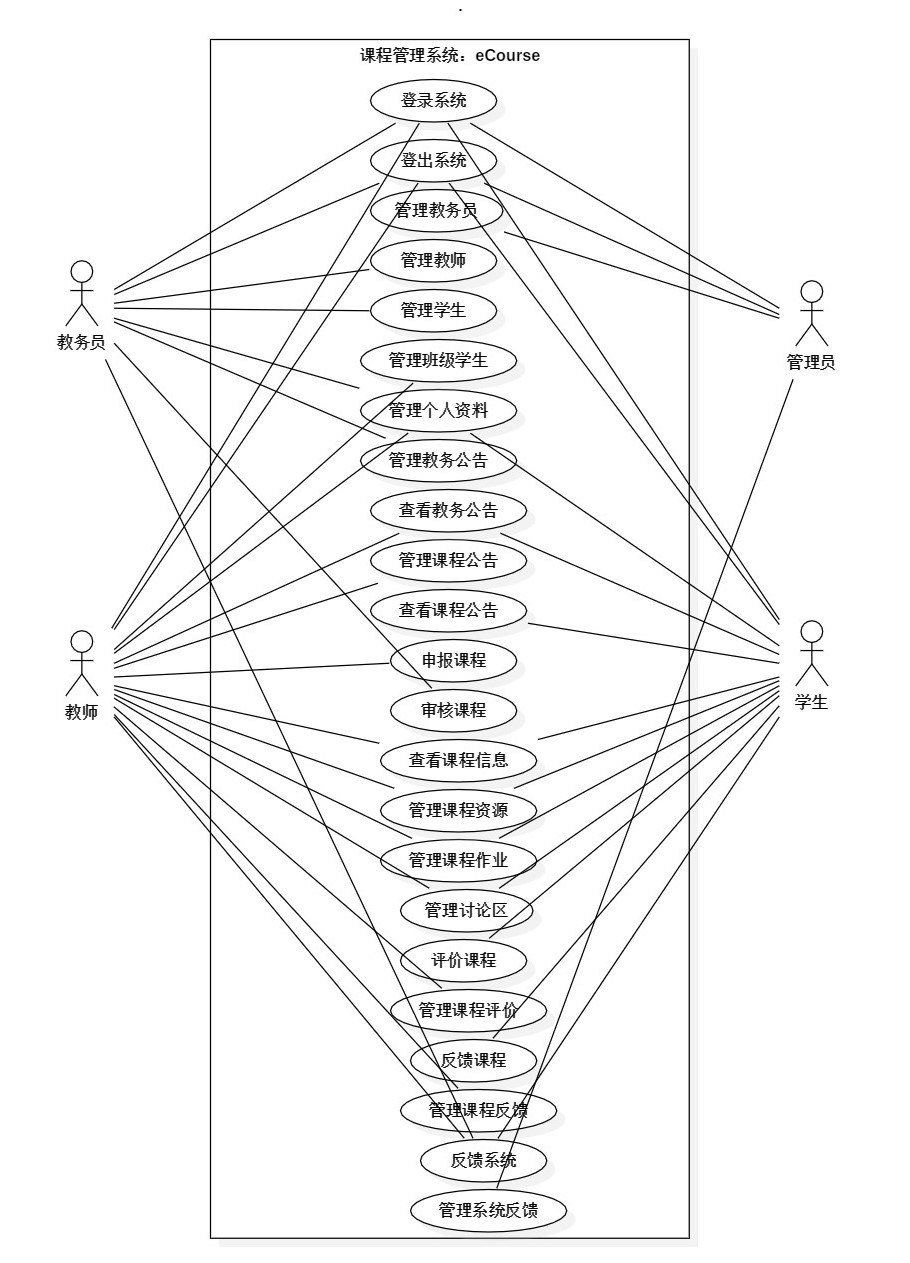 课程管理系统：eCourse
登录系统
登出系统
管理教务员
管理教师
管理学生
教务员
管理班级学生
管理员
管理个人资料
管理教务公告
查看教务公告
管理课程公告
查看课程公告
申报课程
教师
审核课程
学生
查看课程信息
管理课程资源
管理课程作业
管理讨论区
评价课程
管理课程评价
反馈课程
管理课程反馈
反馈系统
管理系统反馈